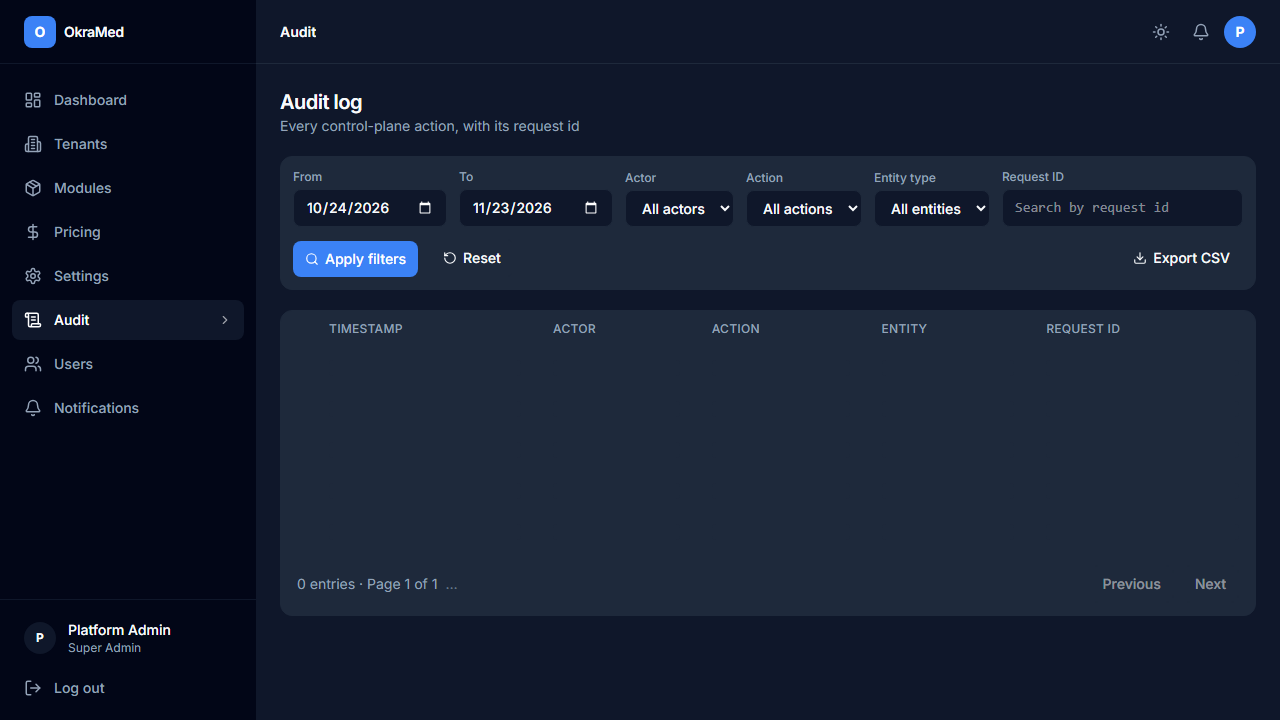 O OkraMed
Audit
P
Dashboard
Tenants
Modules
Pricing
Settings
Audit
Users
Notifications
P
Platform Admin
Super Admin
Log out
Audit log
Every control-plane action, with its request id
From To Actor Action Entity type Request ID
10/24/2026 11/23/2026 All actors All actions All entities Search by request id
Apply filters Reset Export CSV
TIMESTAMP ACTOR ACTION ENTITY REQUEST ID
0 entries · Page 1 of 1 ... Previous Next